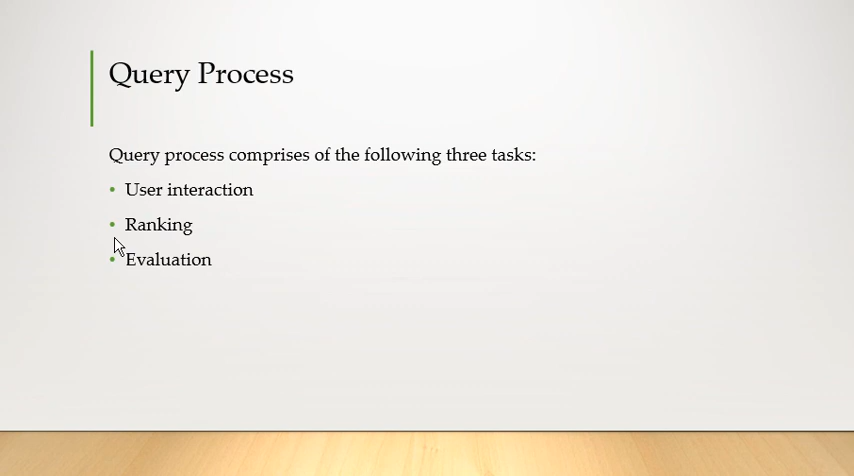 Query Process
Query process comprises of the following three tasks:
• User interaction
• Ranking
• Evaluation